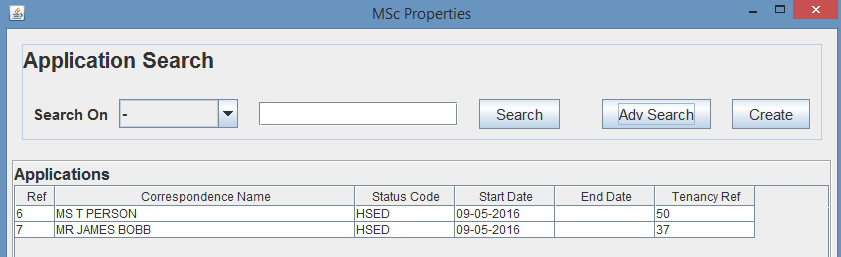 MSc Properties
Application Search
Search On - Search Adv Search Create
Applications
Ref Correspondence Name Status Code Start Date End Date Tenancy Ref
6 MS T PERSON HSED 09-05-2016 50
7 MR JAMES BOBB HSED 09-05-2016 37